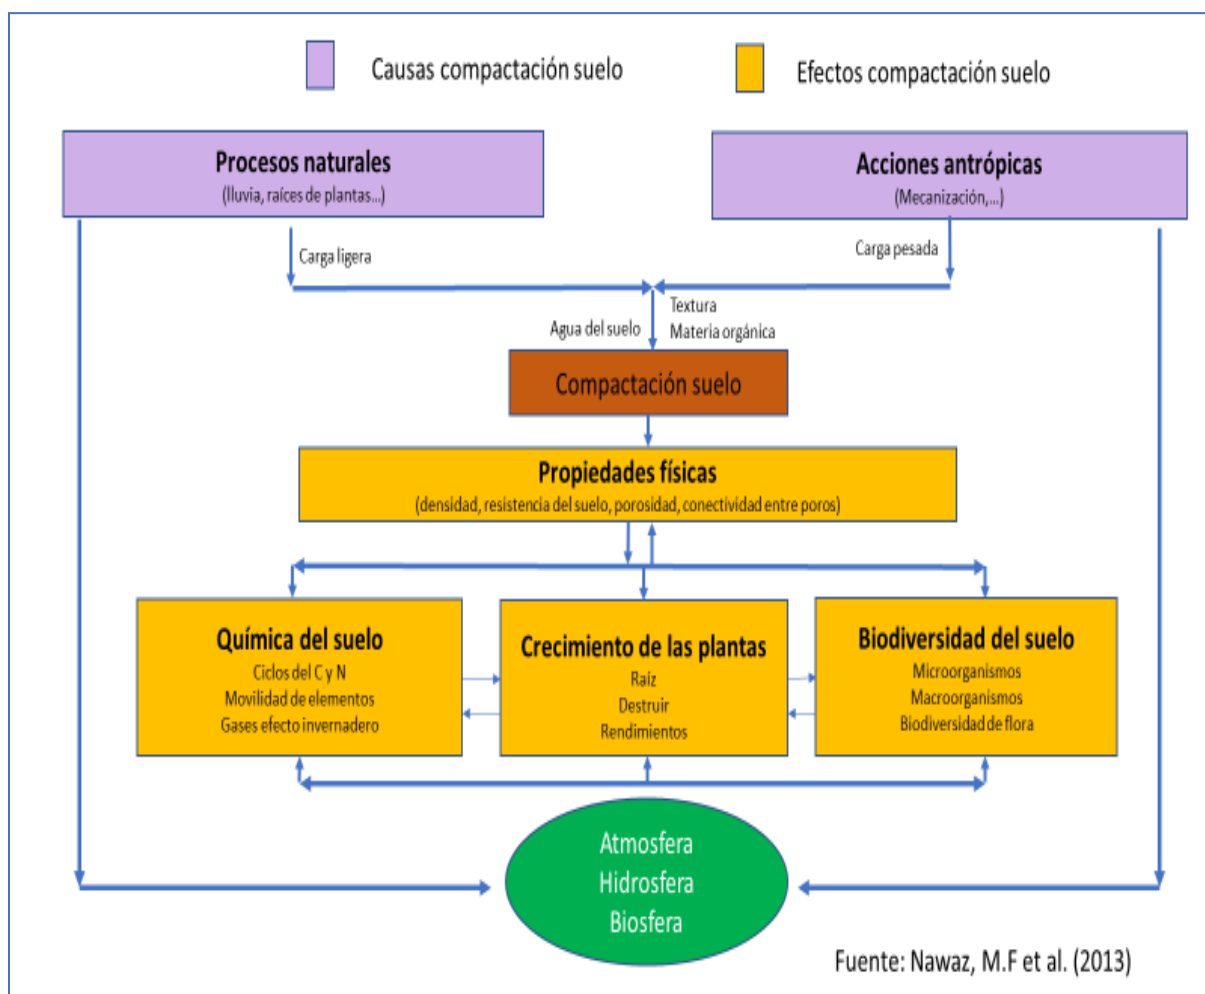 Causas compactación suelo
Efectos compactación suelo
Procesos naturales
(lluvia, raíces de plantas...)
Acciones antrópicas
(Mecanización,...)
Carga ligera
Carga pesada
Agua del suelo
Textura
Materia orgánica
Compactación suelo
Propiedades físicas
(densidad, resistencia del suelo, porosidad, conectividad entre poros)
Química del suelo
Ciclos del C y N
Movilidad de elementos
Gases efecto invernadero
Crecimiento de las plantas
Raíz
Destruir
Rendimientos
Biodiversidad del suelo
Microorganismos
Macroorganismos
Biodiversidad de flora
Atmosfera
Hidrosfera
Biosfera
Fuente: Nawaz, M.F et al. (2013)